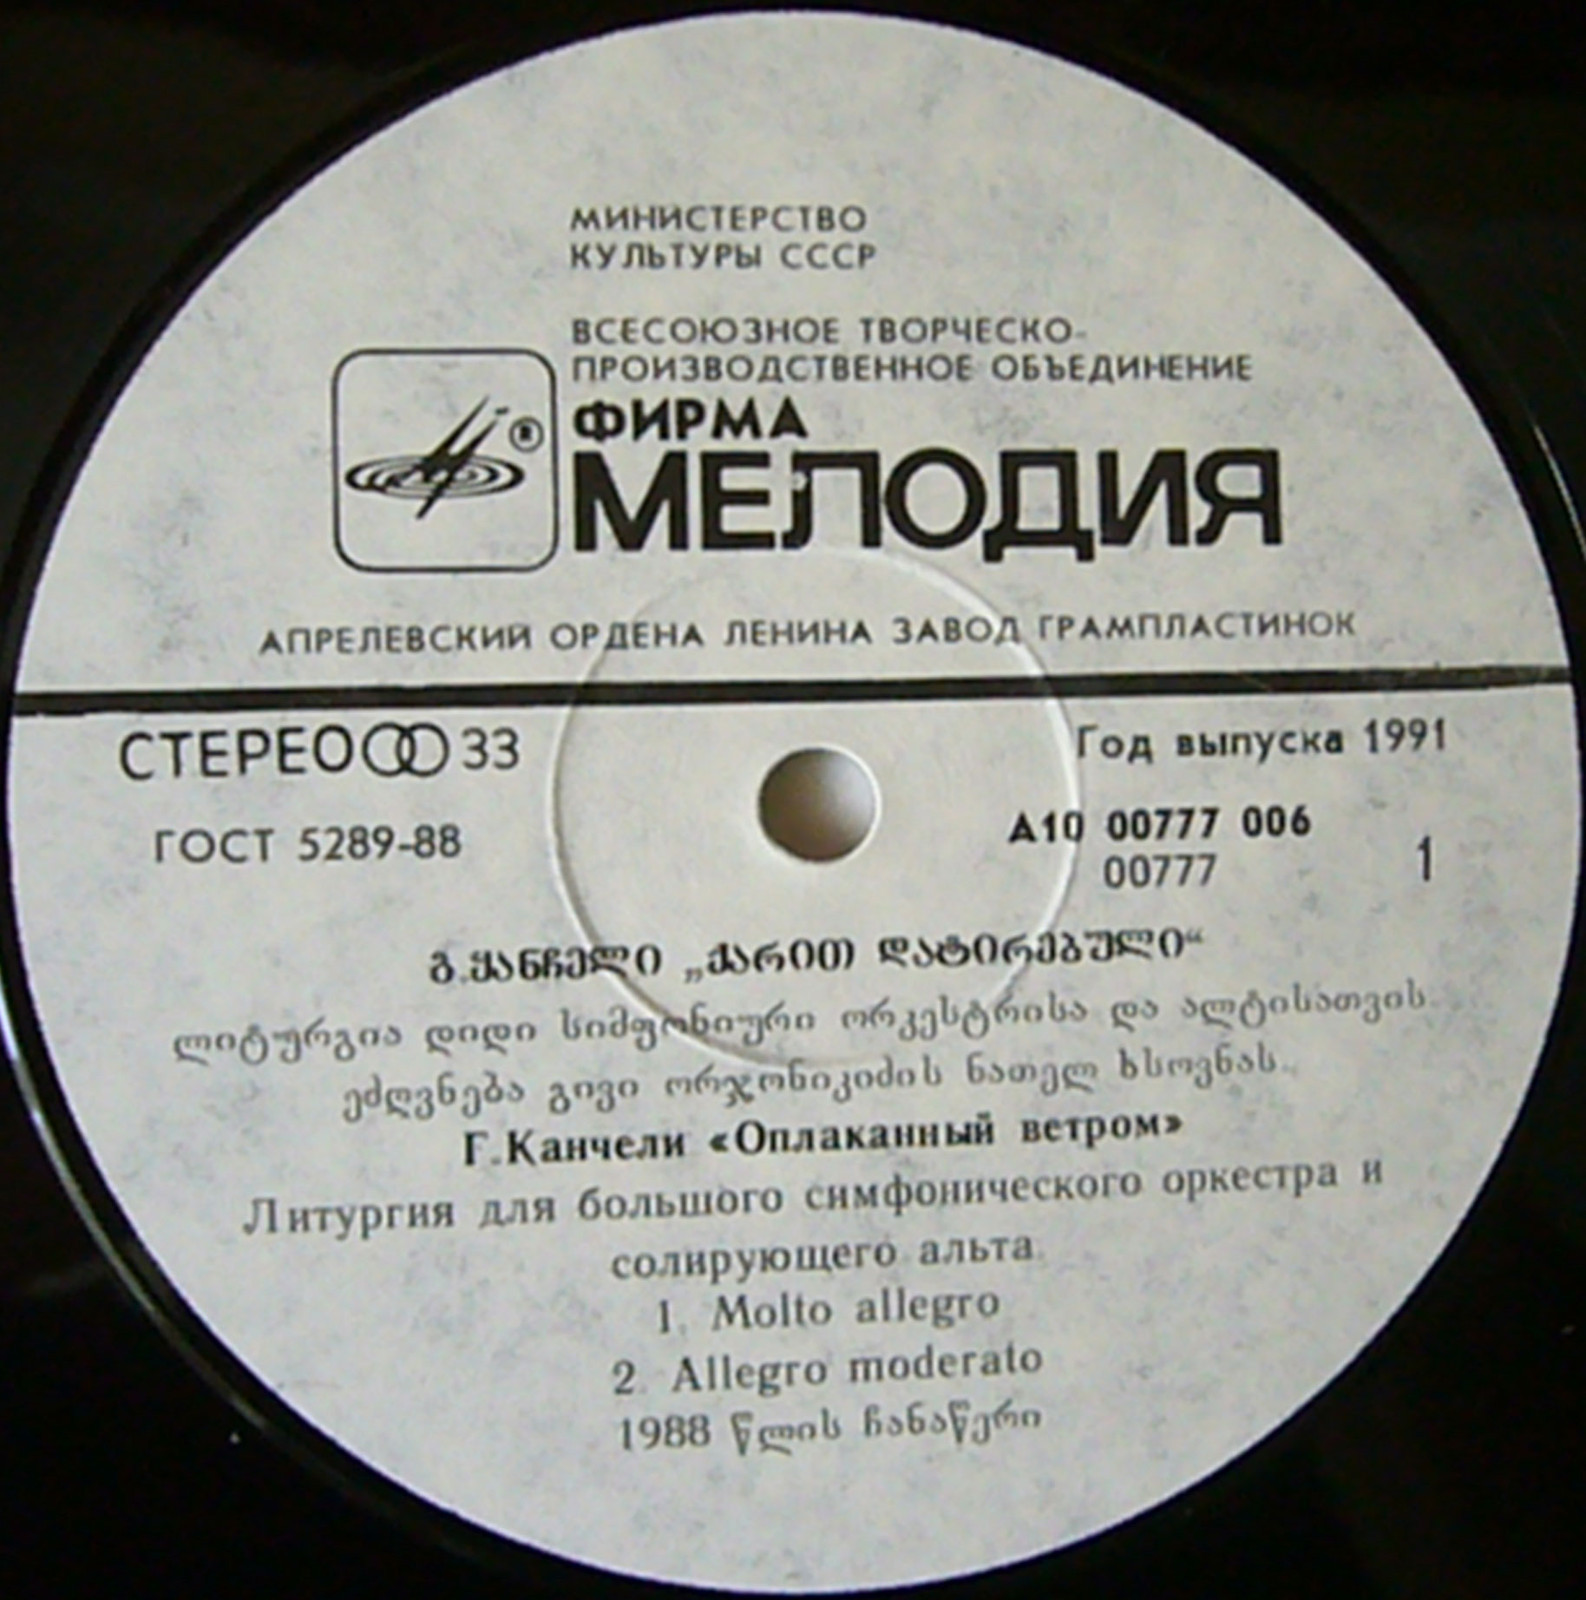 МИНИСТЕРСТВО
КУЛЬТУРЫ СССР
ВСЕСОЮЗНОЕ ТВОРЧЕСКО-
ПРОИЗВОДСТВЕННОЕ ОБЪЕДИНЕНИЕ
ФИРМА
МЕЛОДИЯ
®
АПРЕЛЕВСКИЙ ОРДЕНА ЛЕНИНА ЗАВОД ГРАМПЛАСТИНОК
СТЕРЕО 33
Год выпуска 1991
ГОСТ 5289-88
А10 00777 006
00777
1
გ.ყანჩელი „ქარით დატირებული“
ლიტურგია დიდი სიმფონიური ორკესტრისა და ალტისათვის
ეძღვნება გივი ორჯონიკიძის ნათელ ხსოვნას.
Г.Канчели «Оплаканный ветром»
Литургия для большого симфонического оркестра и
солирующего альта
1. Molto allegro
2. Allegro moderato
1988 წლის ჩანაწერი